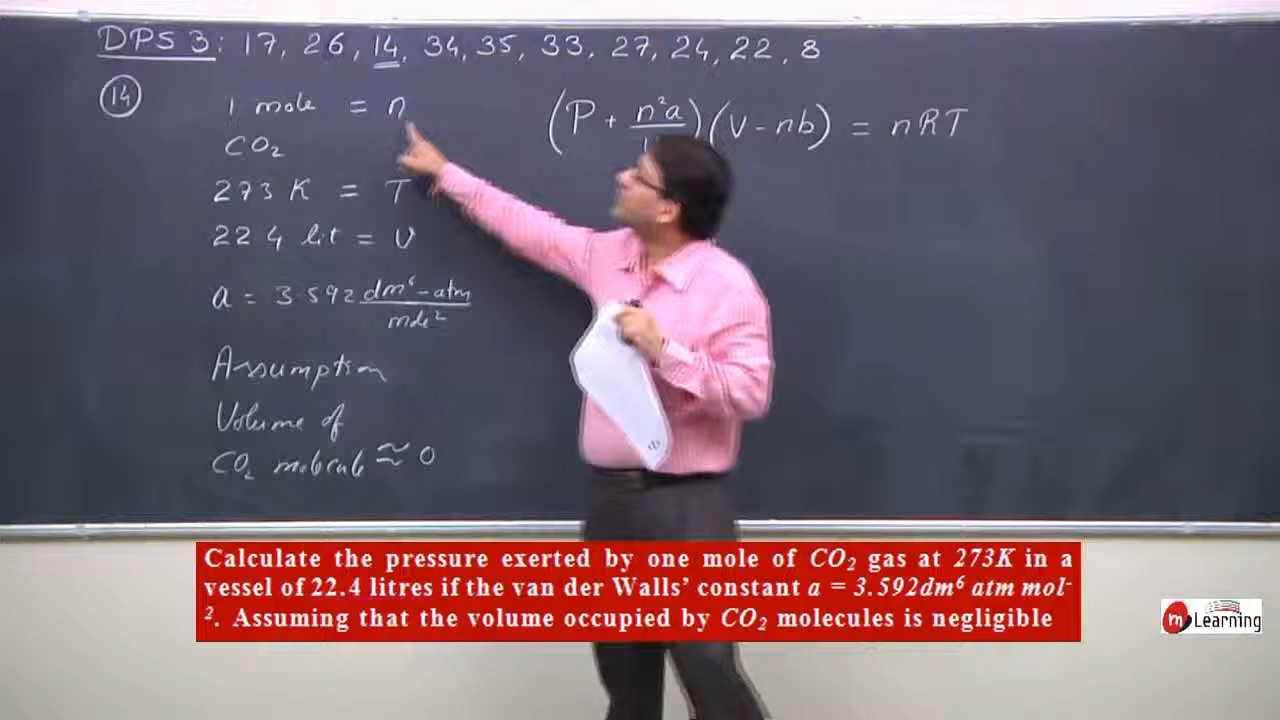 DPS 3: 17, 26, 14, 34, 35, 33, 27, 24, 22, 8
14
1 mole = n
(P + n²a/ ) (V - nb) = nRT
CO₂
273 K = T
22.4 lit = V
a = 3.592 dm⁶-atm/mole²
Assumption
Volume of
CO₂ molecule ≈ 0
Calculate the pressure exerted by one mole of CO₂ gas at 273K in a
vessel of 22.4 litres if the van der Walls' constant a = 3.592dm⁶ atm mol⁻
². Assuming that the volume occupied by CO₂ molecules is negligible
m Learning